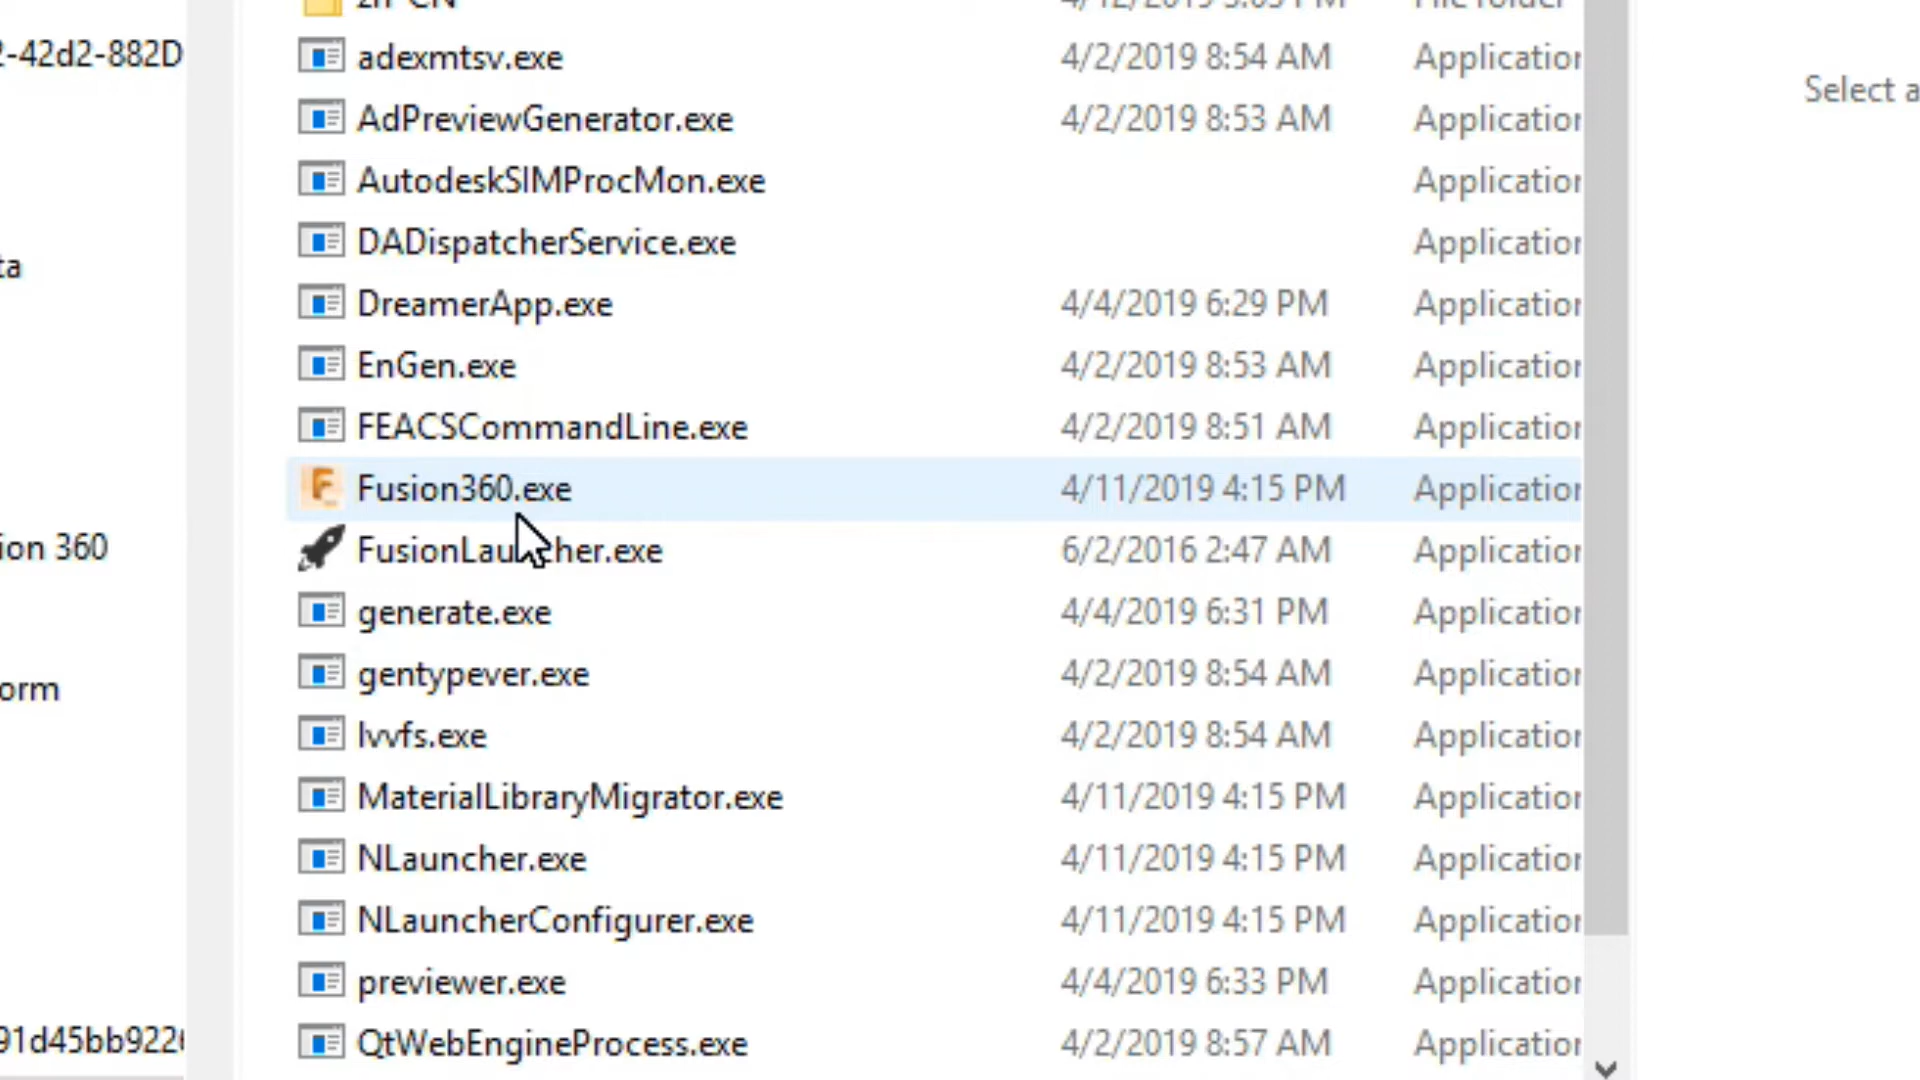 zh-CN 4/12/2019 3:03 PM File folder
2-42d2-882D
adexmtsv.exe 4/2/2019 8:54 AM Application
Select a
AdPreviewGenerator.exe 4/2/2019 8:53 AM Application
AutodeskSIMProcMon.exe Application
DADispatcherService.exe Application
ta
DreamerApp.exe 4/4/2019 6:29 PM Application
EnGen.exe 4/2/2019 8:53 AM Application
FEACSCommandLine.exe 4/2/2019 8:51 AM Application
Fusion360.exe 4/11/2019 4:15 PM Application
ion 360
FusionLauncher.exe 6/2/2016 2:47 AM Application
generate.exe 4/4/2019 6:31 PM Application
gentypever.exe 4/2/2019 8:54 AM Application
orm
lvvfs.exe 4/2/2019 8:54 AM Application
MaterialLibraryMigrator.exe 4/11/2019 4:15 PM Application
NLauncher.exe 4/11/2019 4:15 PM Application
NLauncherConfigurer.exe 4/11/2019 4:15 PM Application
previewer.exe 4/4/2019 6:33 PM Application
91d45bb922
QtWebEngineProcess.exe 4/2/2019 8:57 AM Application